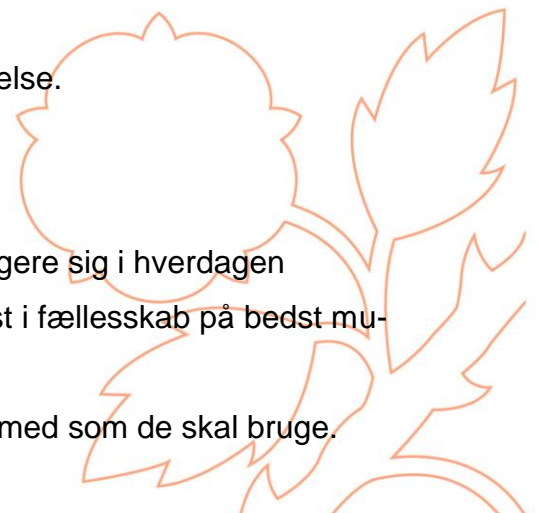 else.
gere sig i hverdagen
st i fællesskab på bedst mu-
med som de skal bruge.